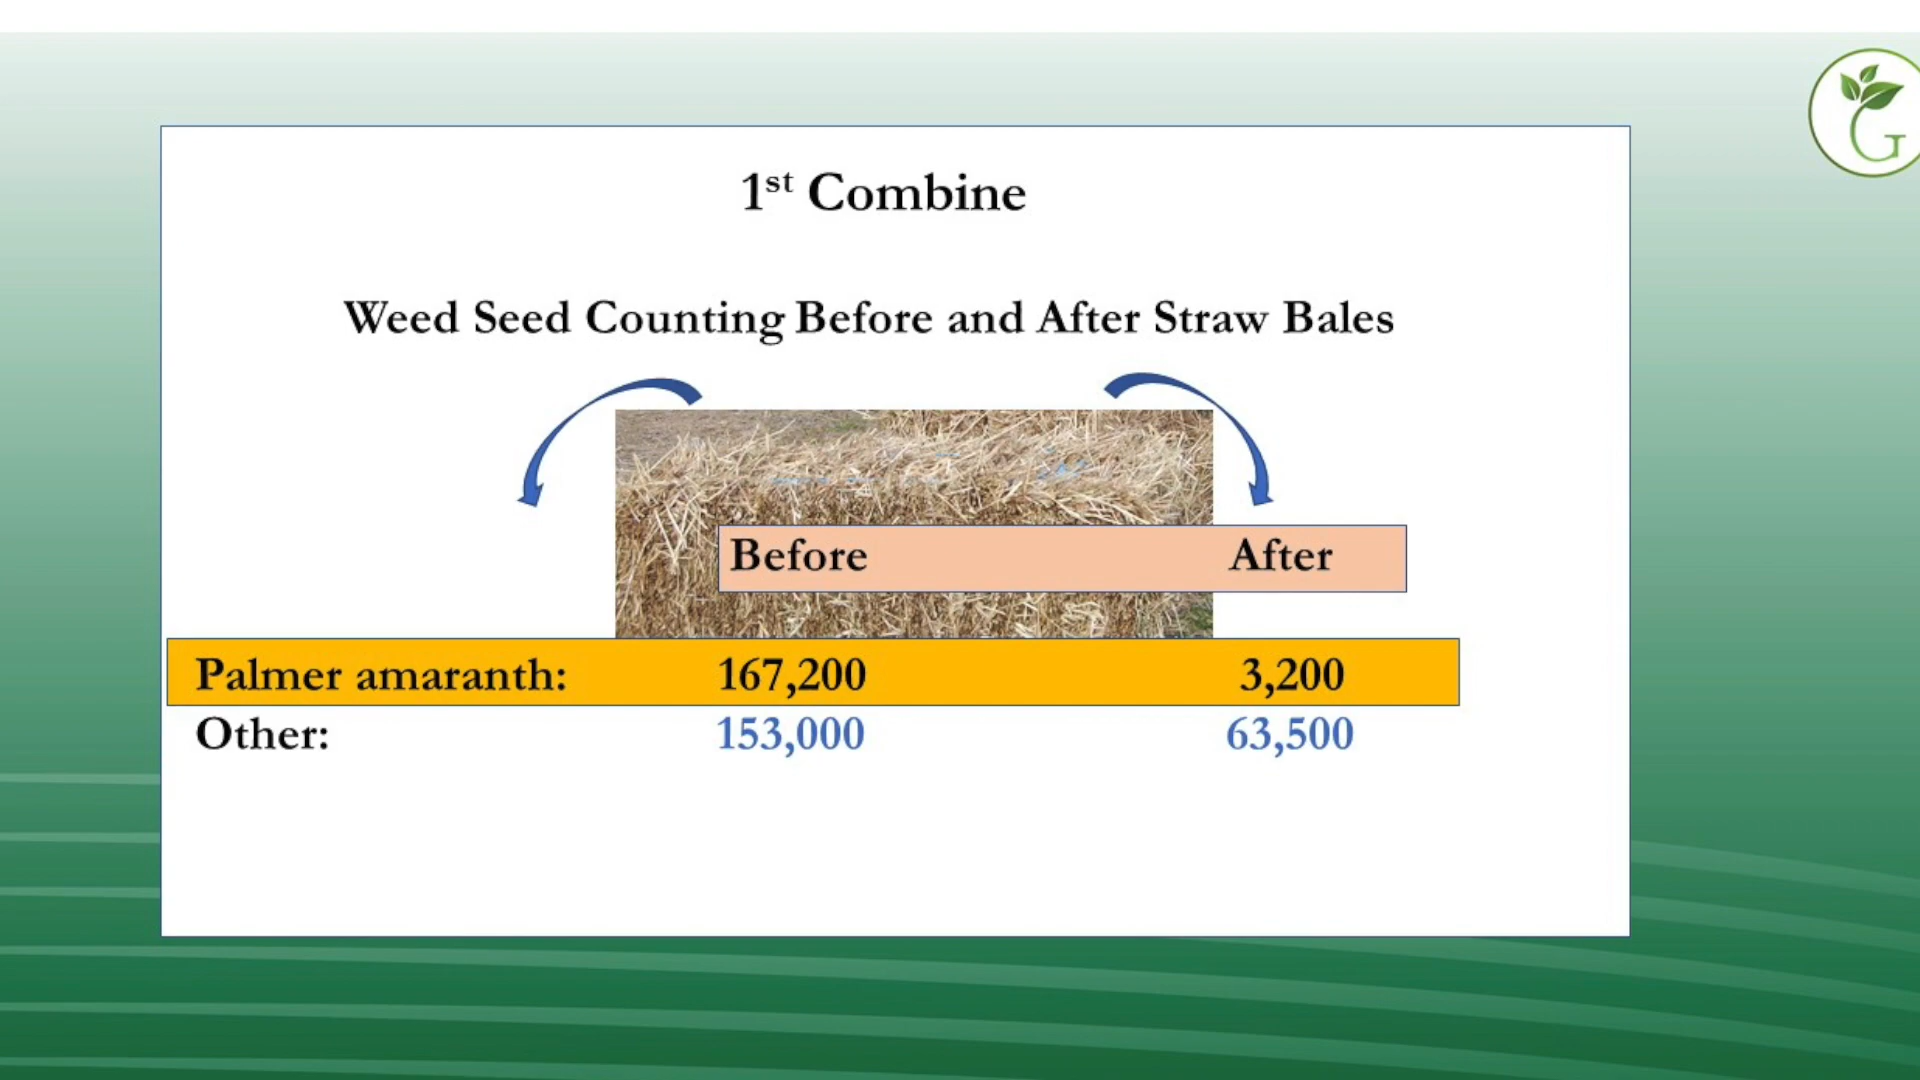 1st Combine
Weed Seed Counting Before and After Straw Bales
Before After
Palmer amaranth: 167,200 3,200
Other: 153,000 63,500
G